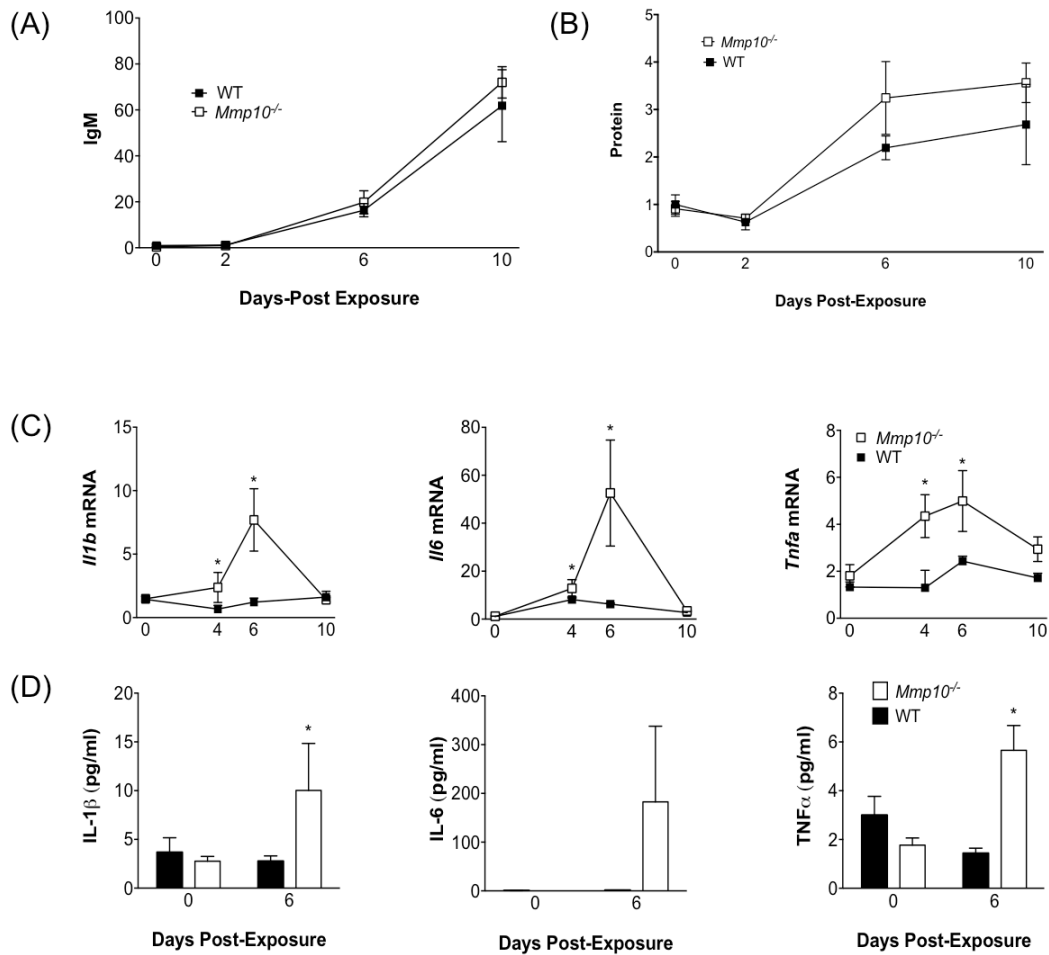 (A)
100
80
60
40
20
0
IgM
WT
Mmp10-/-
0 2 6 10
Days-Post Exposure
(B)
5
4
3
2
1
0
Protein
Mmp10-/-
WT
0 2 6 10
Days Post-Exposure
(C)
15
10
5
0
Il1b mRNA
*
*
0 4 6 10
80
60
40
20
0
Il6 mRNA
*
*
0 4 6 10
8
6
4
2
0
Tnfa mRNA
Mmp10-/-
WT
* *
0 4 6 10
(D)
20
15
10
5
0
IL-1β (pg/ml)
*
0 6
Days Post-Exposure
400
300
200
100
0
IL-6 (pg/ml)
0 6
Days Post-Exposure
8
6
4
2
0
TNFα (pg/ml)
Mmp10-/-
WT
*
0 6
Days Post-Exposure